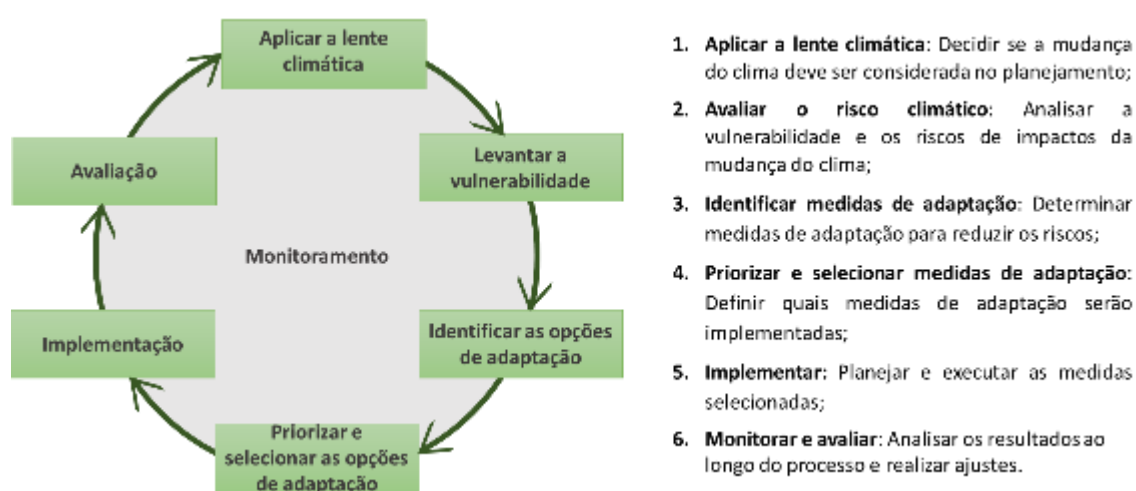 Aplicar a lente
climática
Levantar a
vulnerabilidade
Identificar as opções
de adaptação
Priorizar e
selecionar as opções
de adaptação
Implementação
Avaliação
Monitoramento
1. Aplicar a lente climática: Decidir se a mudança
do clima deve ser considerada no planejamento;
2. Avaliar o risco climático: Analisar a
vulnerabilidade e os riscos de impactos da
mudança do clima;
3. Identificar medidas de adaptação: Determinar
medidas de adaptação para reduzir os riscos;
4. Priorizar e selecionar medidas de adaptação:
Definir quais medidas de adaptação serão
implementadas;
5. Implementar: Planejar e executar as medidas
selecionadas;
6. Monitorar e avaliar: Analisar os resultados ao
longo do processo e realizar ajustes.